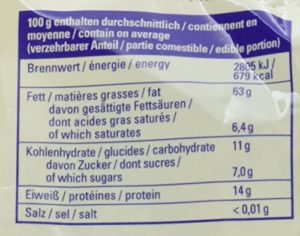 100 g enthalten durchschnittlich / contiennent en
moyenne / contain on average
(verzehrbarer Anteil / partie comestible / edible portion)
Brennwert / énergie / energy 2805 kJ /
679 kcal
Fett / matières grasses / fat 63 g
davon gesättigte Fettsäuren /
dont acides gras saturés /
of which saturates 6,4 g
Kohlenhydrate / glucides / carbohydrate 11 g
davon Zucker / dont sucres /
of which sugars 7,0 g
Eiweiß / protéines / protein 14 g
Salz / sel / salt < 0,01 g